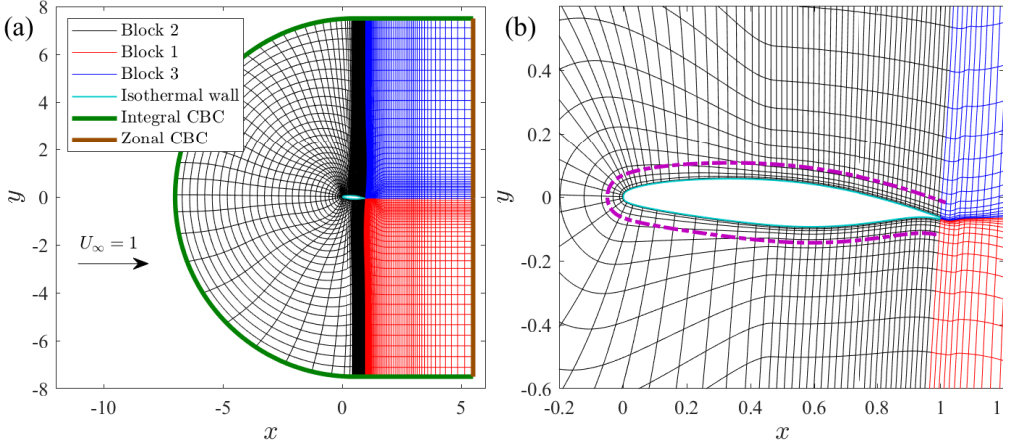 (a)
Block 2
Block 1
Block 3
Isothermal wall
Integral CBC
Zonal CBC
U∞ = 1
y
8
6
4
2
0
-2
-4
-6
-8
-10
-5
0
5
x
(b)
y
0.4
0.2
0
-0.2
-0.4
-0.6
-0.2
0
0.2
0.4
0.6
0.8
1
1
x